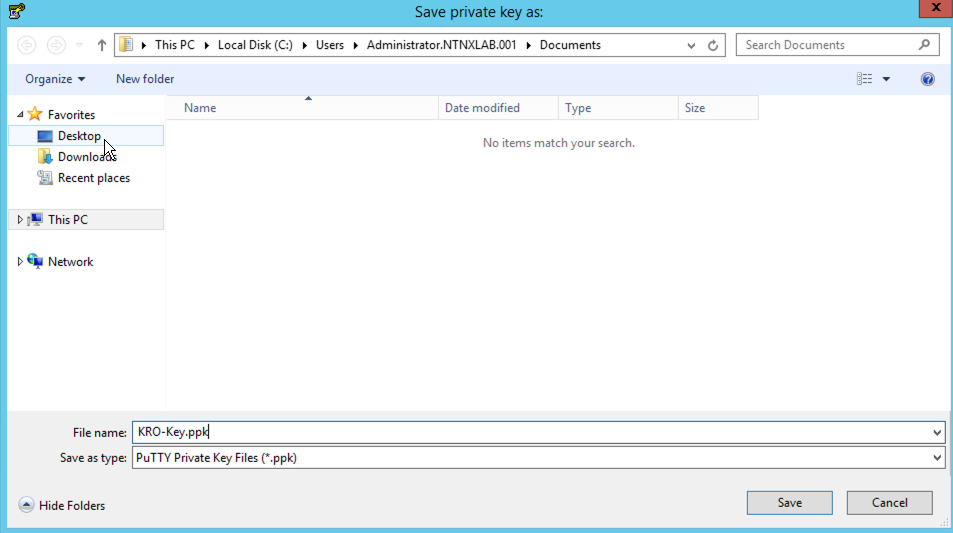 Save private key as:
x
This PC Local Disk (C:) Users Administrator.NTNXLAB.001 Documents
Search Documents
Organize New folder
?
Favorites
Name Date modified Type Size
Desktop
No items match your search.
Downloads
Recent places
This PC
Network
File name: KRO-Key.ppk
Save as type: PuTTY Private Key Files (*.ppk)
Hide Folders
Save Cancel